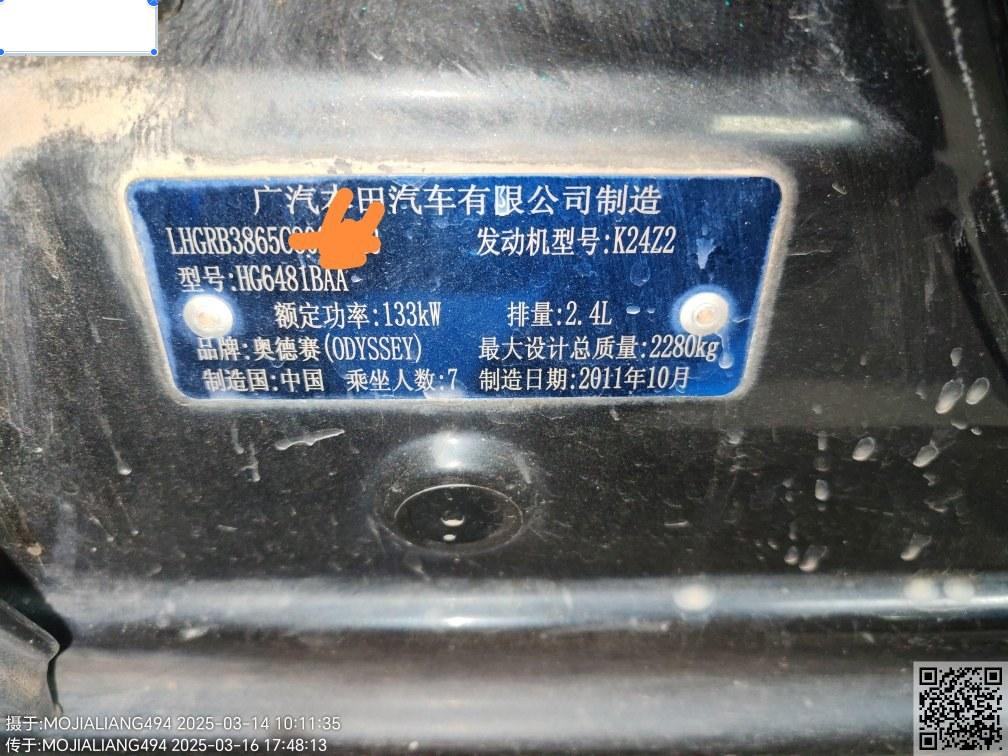 广汽本田汽车有限公司制造
LHGRB3865C 发动机型号:K24Z2
型号:HG6481BAA
额定功率:133kW 排量:2.4L
品牌:奥德赛(ODYSSEY) 最大设计总质量:2280kg
制造国:中国 乘坐人数:7 制造日期:2011年10月
摄于:MOJIALIANG494 2025-03-14 10:11:35
传于:MOJIALIANG494 2025-03-16 17:48:13